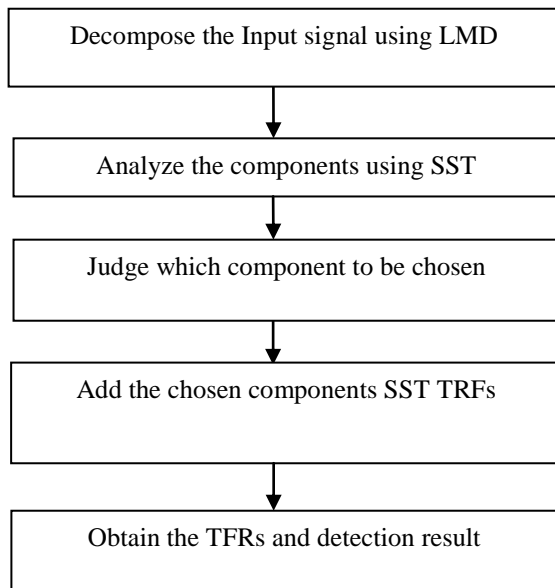 Decompose the Input signal using LMD
Analyze the components using SST
Judge which component to be chosen
Add the chosen components SST TRFs
Obtain the TFRs and detection result